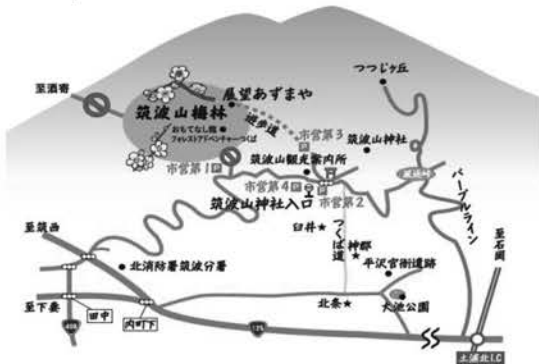 つつじヶ丘
至酒寄
展望あずまや
筑波山梅林
おもてなし館
フォレストアドベンチャーつくば
遊歩道
市営第3
P
筑波山神社
筑波山観光案内所
市営第1 P
市営第4 P
P
市営第2
筑波山神社入口
風返峠
パープルライン
至石岡
至筑西
臼井★
つくば道
神郡
★
平沢官衙遺跡
北消防署筑波分署
北条★
大池公園
至下妻
田中
内町下
408
125
土浦北I.C